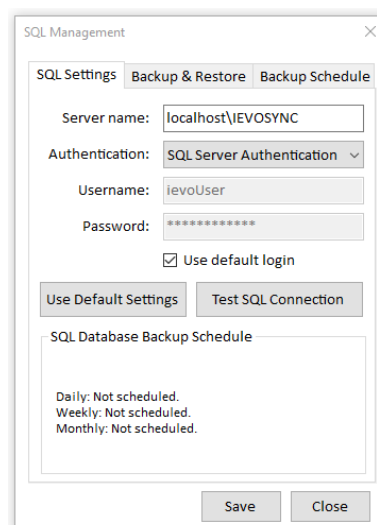 SQL Management
SQL Settings Backup & Restore Backup Schedule
Server name: localhost\IEVOSYNC
Authentication: SQL Server Authentication
Username: ievoUser
Password: ************
Use default login
Use Default Settings Test SQL Connection
SQL Database Backup Schedule
Daily: Not scheduled.
Weekly: Not scheduled.
Monthly: Not scheduled.
Save Close